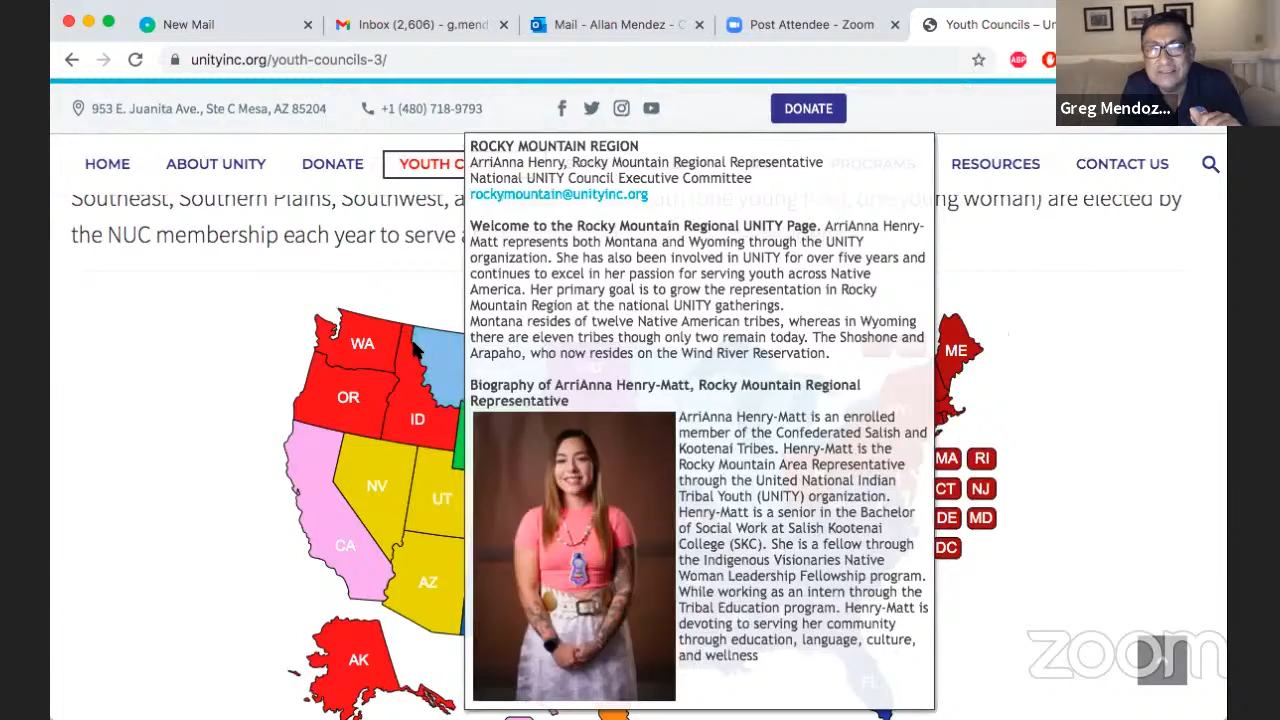 New Mail
Inbox (2,606) - g.mend
Mail - Allan Mendez - C
Post Attendee - Zoom
Youth Councils – Un
unityinc.org/youth-councils-3/
ABP
Greg Mendoz...
953 E. Juanita Ave., Ste C Mesa, AZ 85204
+1 (480) 718-9793
DONATE
HOME
ABOUT UNITY
DONATE
YOUTH C
PROGRAMS
RESOURCES
CONTACT US
Southeast, Southern Plains, Southwest, a
young woman) are elected by
the NUC membership each year to serve a
ROCKY MOUNTAIN REGION
ArriAnna Henry, Rocky Mountain Regional Representative
National UNITY Council Executive Committee
rockymountain@unityinc.org
Welcome to the Rocky Mountain Regional UNITY Page. ArriAnna Henry-
Matt represents both Montana and Wyoming through the UNITY
organization. She has also been involved in UNITY for over five years and
continues to excel in her passion for serving youth across Native
America. Her primary goal is to grow the representation in Rocky
Mountain Region at the national UNITY gatherings.
Montana resides of twelve Native American tribes, whereas in Wyoming
there are eleven tribes though only two remain today. The Shoshone and
Arapaho, who now resides on the Wind River Reservation.
Biography of ArriAnna Henry-Matt, Rocky Mountain Regional
Representative
ArriAnna Henry-Matt is an enrolled
member of the Confederated Salish and
Kootenai Tribes. Henry-Matt is the
Rocky Mountain Area Representative
through the United National Indian
Tribal Youth (UNITY) organization.
Henry-Matt is a senior in the Bachelor
of Social Work at Salish Kootenai
College (SKC). She is a fellow through
the Indigenous Visionaries Native
Woman Leadership Fellowship program.
While working as an intern through the
Tribal Education program. Henry-Matt is
devoting to serving her community
through education, language, culture,
and wellness
WA
OR
ID
NV
UT
CA
AZ
AK
ME
MA
RI
CT
NJ
DE
MD
DC
FL
zoom